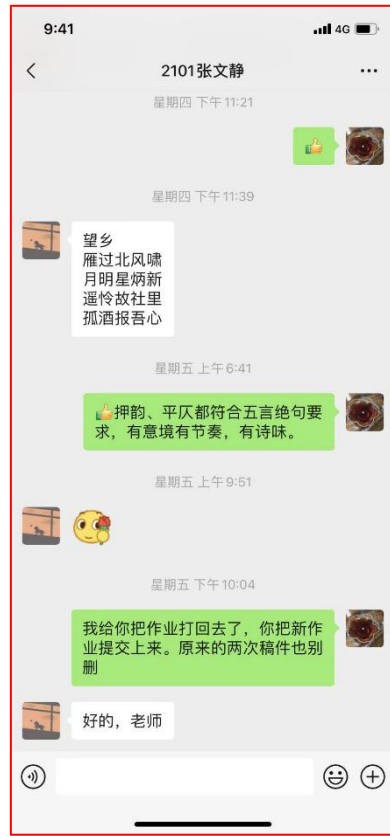 9:41
4G
2101张文静
星期四 下午 11:21
星期四 下午 11:39
望乡
雁过北风啸
月明星炳新
遥怜故社里
孤酒报吾心
星期五 上午 6:41
👍押韵、平仄都符合五言绝句要
求，有意境有节奏，有诗味。
星期五 上午 9:51
星期五 下午 10:04
我给你把作业打回去了，你把新作
业提交上来。原来的两次稿件也别
删
好的，老师